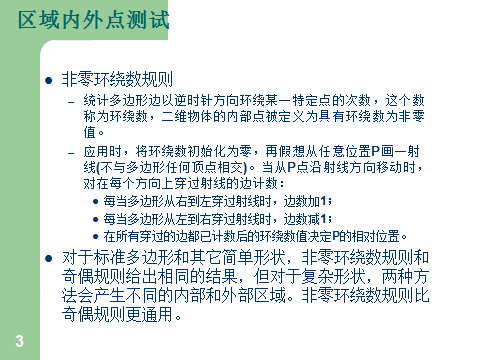 区域内外点测试
非零环绕数规则
– 统计多边形边以逆时针方向环绕某一特定点的次数，这个数
称为环绕数，二维物体的内部点被定义为具有环绕数为非零
值。
– 应用时，将环绕数初始化为零，再假想从任意位置P画一射
线(不与多边形任何顶点相交)。当从P点沿射线方向移动时，
对在每个方向上穿过射线的边计数：
• 每当多边形从右到左穿过射线时，边数加1；
• 每当多边形从左到右穿过射线时，边数减1；
• 在所有穿过的边都已计数后的环绕数值决定P的相对位置。
对于标准多边形和其它简单形状，非零环绕数规则和
奇偶规则给出相同的结果，但对于复杂形状，两种方
法会产生不同的内部和外部区域。非零环绕数规则比
奇偶规则更通用。
3